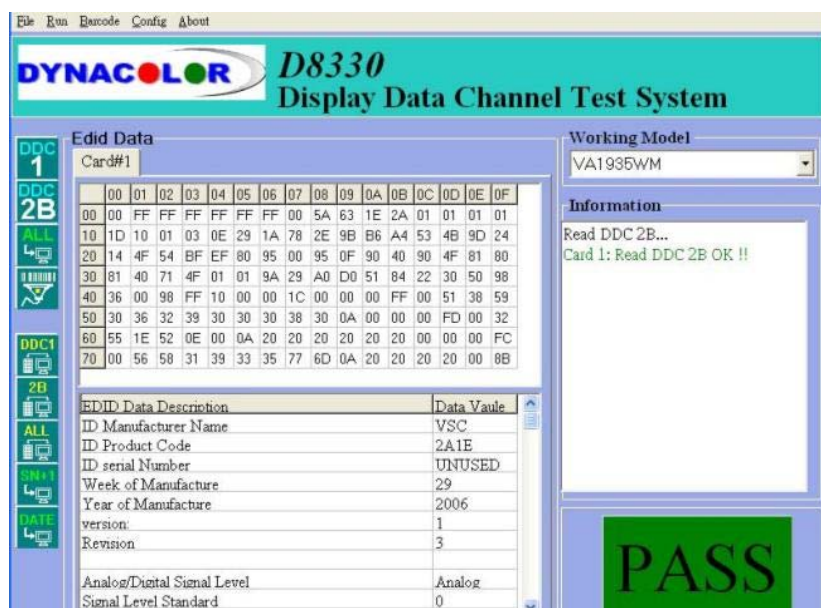 File Run Barcode Config About
DYNACOLOR
D8330
Display Data Channel Test System
DDC
1
DDC
2B
ALL
DDC1
2B
ALL
SN+1
DATE
Edid Data
Card#1
00 01 02 03 04 05 06 07 08 09 0A 0B 0C 0D 0E 0F
00 00 FF FF FF FF FF FF 00 5A 63 1E 2A 01 01 01 01
10 1D 10 01 03 0E 29 1A 78 2E 9B B6 A4 53 4B 9D 24
20 14 4F 54 BF EF 80 95 00 95 0F 90 40 90 4F 81 80
30 81 40 71 4F 01 01 9A 29 A0 D0 51 84 22 30 50 98
40 36 00 98 FF 10 00 00 1C 00 00 00 FF 00 51 38 59
50 30 36 32 39 30 30 30 38 30 0A 00 00 00 FD 00 32
60 55 1E 52 0E 00 0A 20 20 20 20 20 20 00 00 00 FC
70 00 56 58 31 39 33 35 77 6D 0A 20 20 20 20 00 8B
EDID Data Description Data Vaule
ID Manufacturer Name VSC
ID Product Code 2A1E
ID serial Number UNUSED
Week of Manufacture 29
Year of Manufacture 2006
version: 1
Revision 3
Analog/Digital Signal Level Analog
Signal Level Standard 0
Working Model
VA1935WM
Information
Read DDC 2B...
Card 1: Read DDC 2B OK !!
PASS